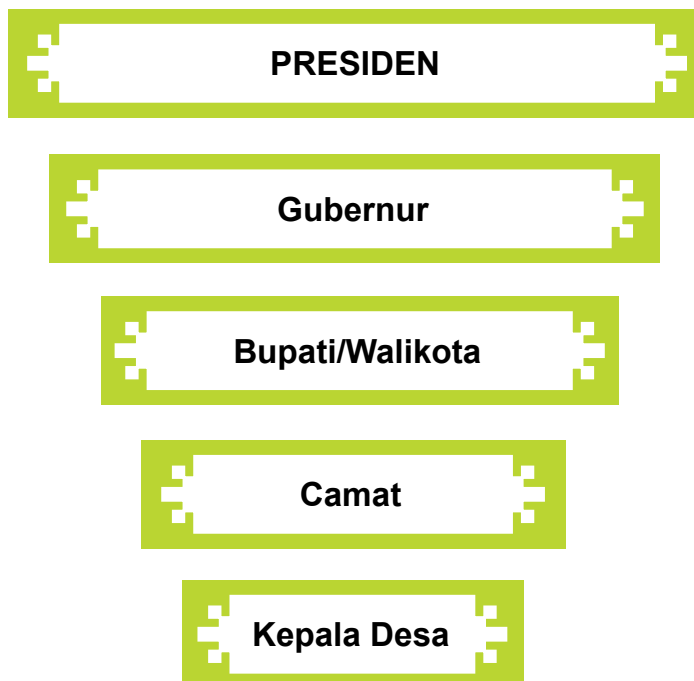 PRESIDEN
Gubernur
Bupati/Walikota
Camat
Kepala Desa